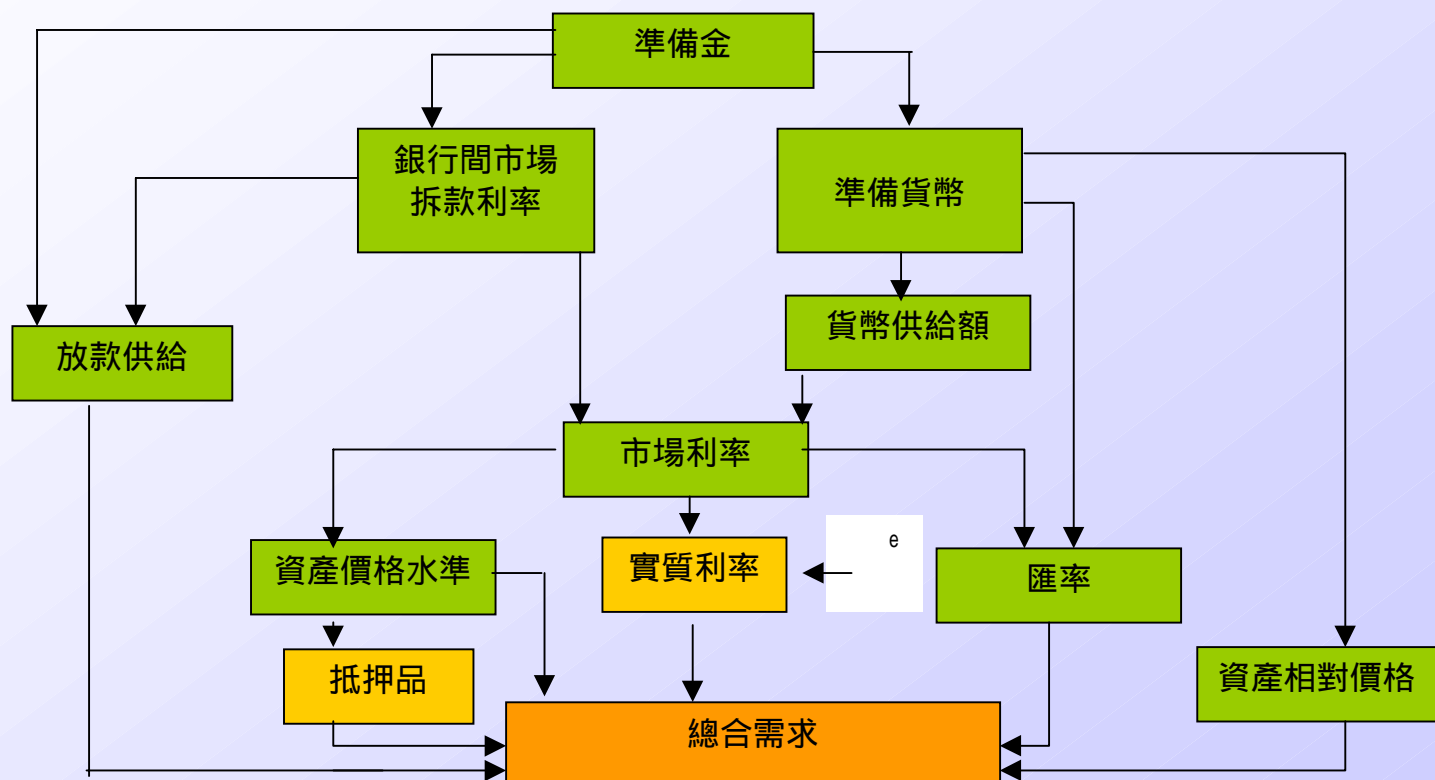 準備金
銀行間市場
拆款利率
準備貨幣
貨幣供給額
放款供給
市場利率
e
資產價格水準
實質利率
匯率
抵押品
資產相對價格
總合需求